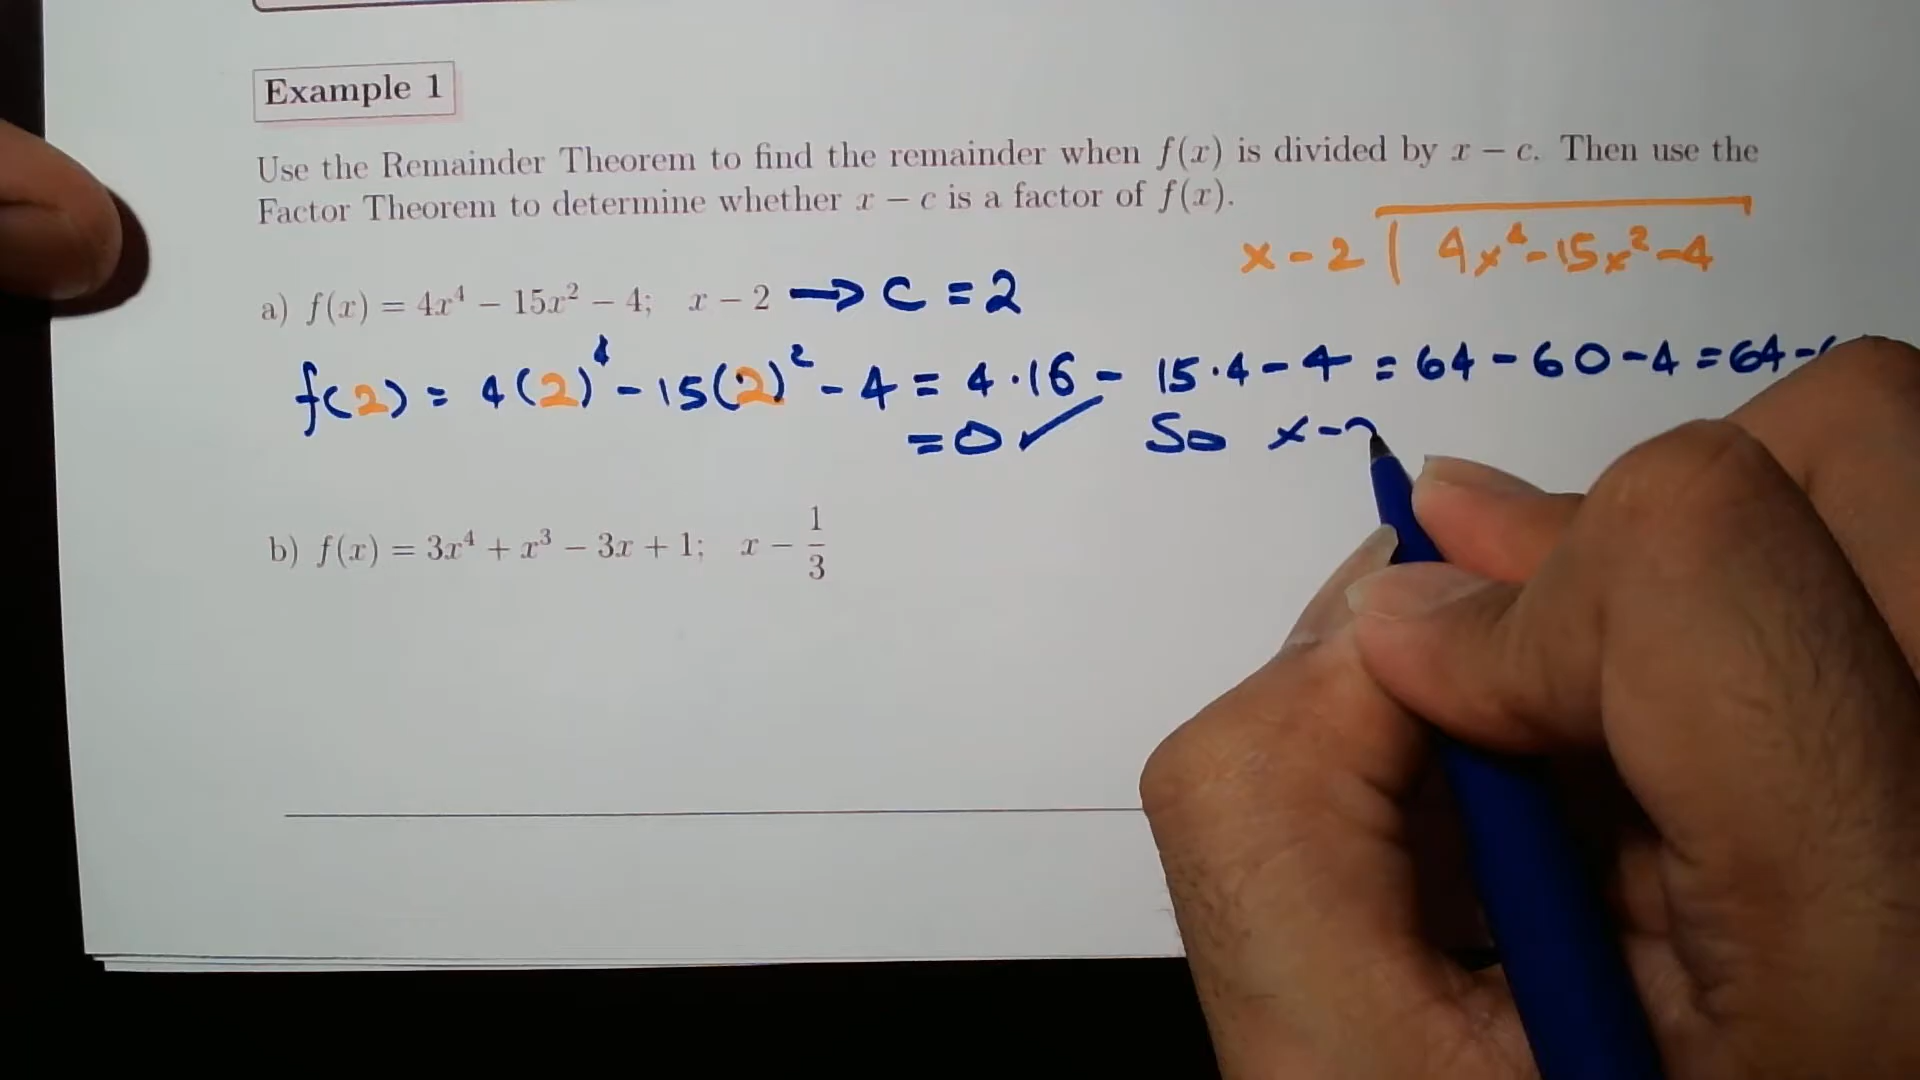 Example 1
Use the Remainder Theorem to find the remainder when f(x) is divided by x − c. Then use the
Factor Theorem to determine whether x − c is a factor of f(x).
x - 2 | 4x⁴ - 15x² - 4
a) f(x) = 4x⁴ − 15x² − 4; x − 2 → C = 2
f(2) = 4(2)⁴ - 15(2)² - 4 = 4·16 - 15·4 - 4 = 64 - 60 - 4 = 64 -
= 0 ✓ So x -
b) f(x) = 3x⁴ + x³ − 3x + 1; x − 1/3